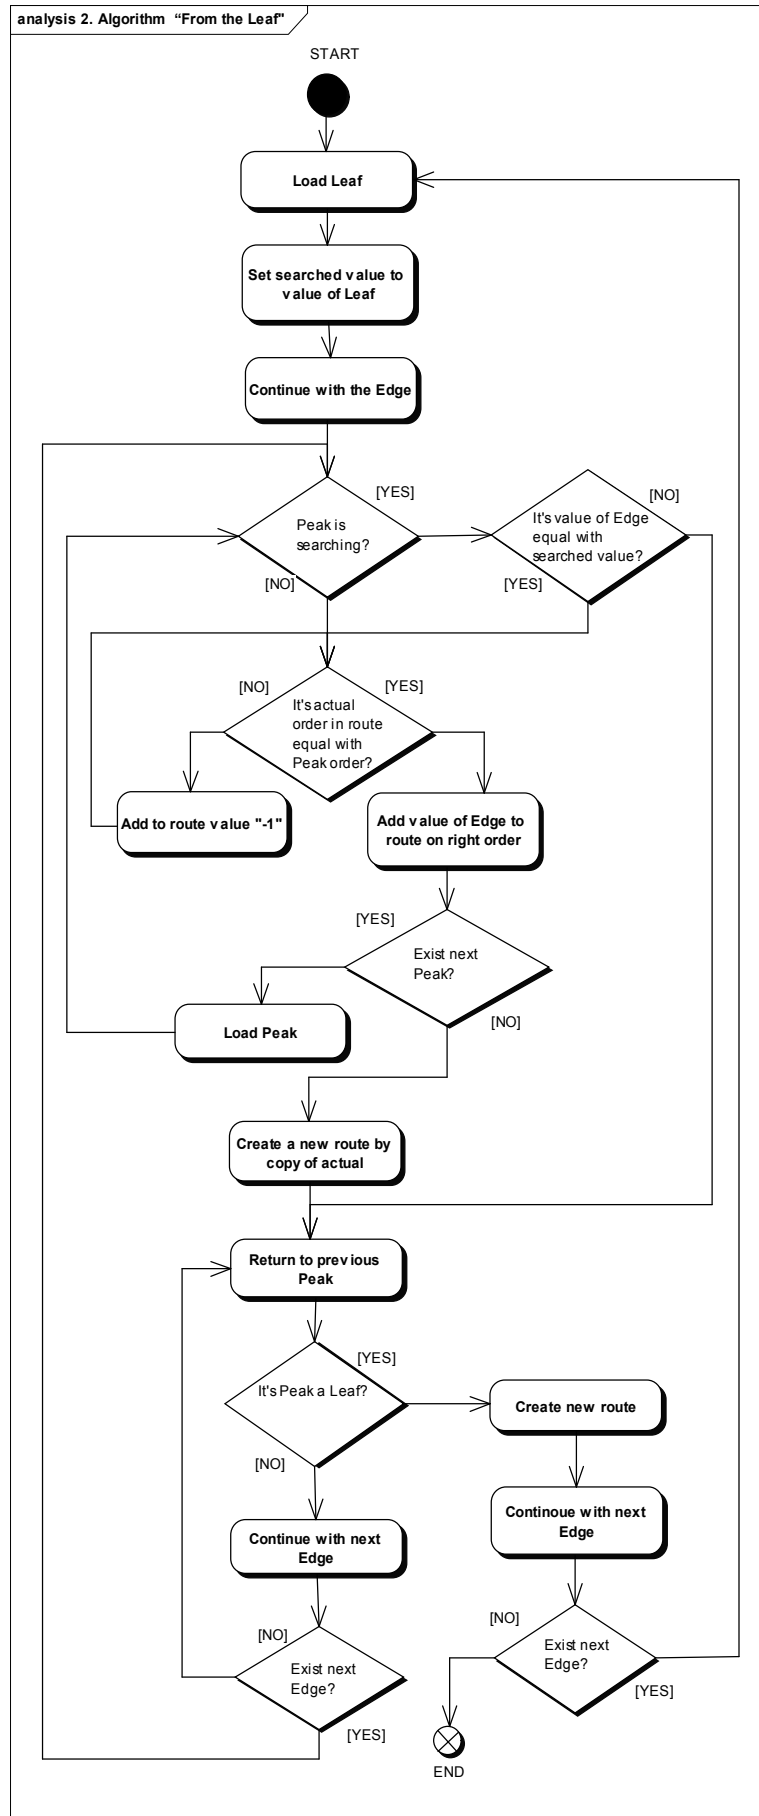 analysis 2. Algorithm “From the Leaf"
START
Load Leaf
Set searched value to
value of Leaf
Continue with the Edge
[YES]
Peak is
searching?
[NO]
[NO]
It's value of Edge
equal with
searched value?
[YES]
[NO]
[YES]
It's actual
order in route
equal with
Peak order?
Add to route value "-1"
Add value of Edge to
route on right order
[YES]
Exist next
Peak?
[NO]
Load Peak
Create a new route by
copy of actual
Return to previous
Peak
[YES]
It's Peak a Leaf?
[NO]
Create new route
Continue with next
Edge
Continoue with next
Edge
[NO]
Exist next
Edge?
[YES]
[NO]
Exist next
Edge?
[YES]
END